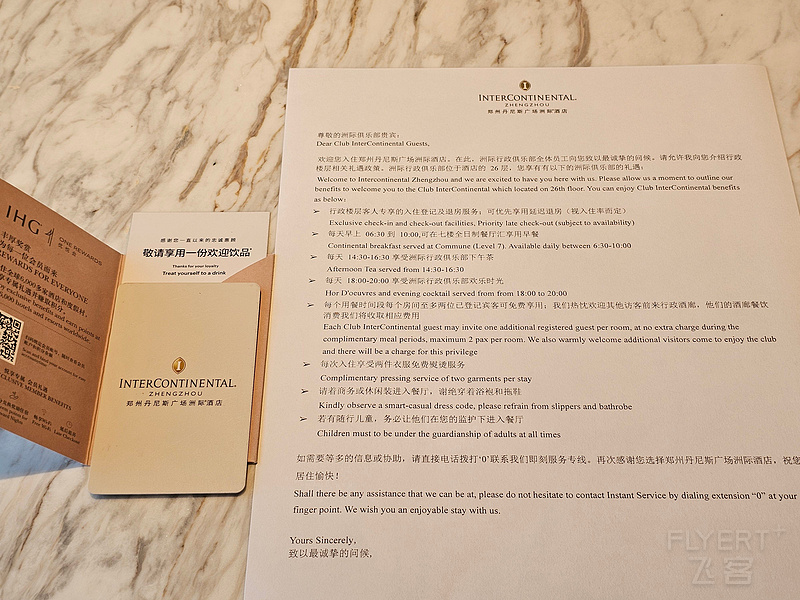 IHG
ONE REWARDS
优悦会
丰厚奖赏
为每一位会员而来
REWARDS FOR EVERYONE
感谢您一直以来的忠诚惠顾
敬请享用一份欢迎饮品*
Thanks for your loyalty
Treat yourself to a drink
INTERCONTINENTAL.
ZHENGZHOU
郑州丹尼斯广场洲际®酒店
INTERCONTINENTAL.
ZHENGZHOU
郑州丹尼斯广场洲际®酒店
尊敬的洲际俱乐部贵宾:
Dear Club InterContinental Guests,
欢迎您入住郑州丹尼斯广场洲际酒店。在此,洲际行政俱乐部全体员工向您致以最诚挚的问候。请允许我向您介绍行政
楼层相关礼遇政策。洲际行政俱乐部位于酒店的 26 层,您享有有以下的洲际俱乐部的礼遇:
Welcome to Intercontinental Zhengzhou and we are excited to have you here with us. Please allow us a moment to outline our
benefits to welcome you to the Club InterContinental which located on 26th floor. You can enjoy Club InterContinental benefits
as below:
➢ 行政楼层客人专享的入住登记及退房服务;可优先享用延迟退房(视入住率而定)
Exclusive check-in and check-out facilities, Priority late check-out (subject to availability)
➢ 每天早上 06:30 到 10:00,可在七楼全日制餐厅汇享用早餐
Continental breakfast served at Commune (Level 7). Available daily between 6:30-10:00
➢ 每天 14:30-16:30 享受洲际俱乐部下午茶
Afternoon Tea served from 14:30-16:30
➢ 每天 18:00-20:00 享受洲际俱乐部欢乐时光
Hor D'oeuvres and evening cocktail served from from 18:00 to 20:00
➢ 每个用餐时间段每个房间至多两位已登记宾客可免费享用;我们热忱欢迎其他访客前来行政酒廊,他们的酒廊餐饮
消费我们将收取相应费用
Each Club InterContinental guest may invite one additional registered guest per room, at no extra charge during the
complimentary meal periods, maximum 2 pax per room. We also warmly welcome additional visitors come to enjoy the club
and there will be a charge for this privilege
➢ 每次入住享受两件衣服免费熨烫服务
Complimentary pressing service of two garments per stay
➢ 请着商务或休闲装进入餐厅,谢绝穿着浴袍和拖鞋
Kindly observe a smart-casual dress code, please refrain from slippers and bathrobe
➢ 若有随行儿童,务必让他们在您的监护下进入餐厅
Children must to be under the guardianship of adults at all times
如需要等多的信息或协助,请直接电话拨打‘0’联系我们即刻服务专线。再次感谢您选择郑州丹尼斯广场洲际酒店,祝您
居住愉快!
Shall there be any assistance that we can be at, please do not hesitate to contact Instant Service by dialing extension “0” at your
finger point. We wish you an enjoyable stay with us.
Yours Sincerely,
致以最诚挚的问候,
FLYERT+
飞客